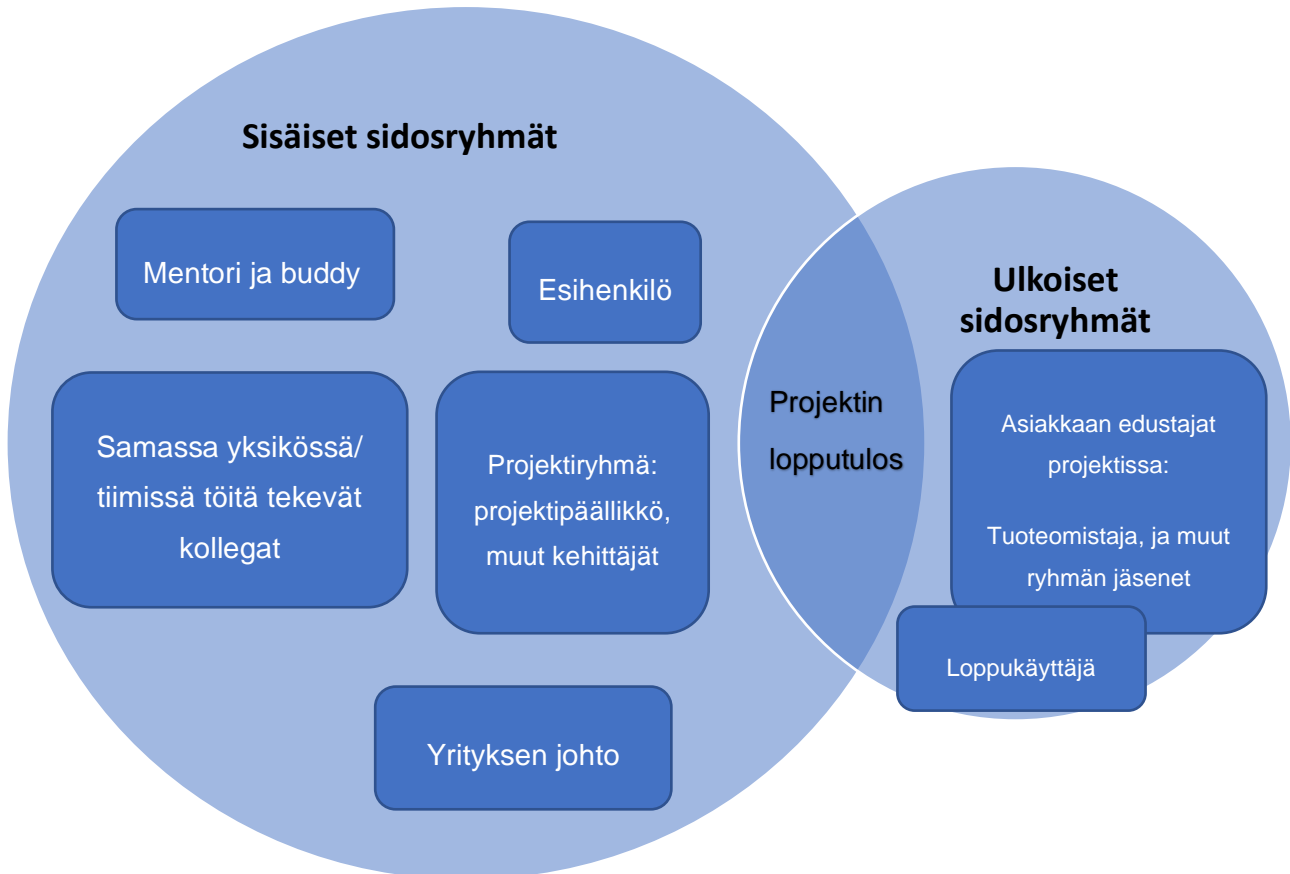 Sisäiset sidosryhmät
Mentori ja buddy
Esihenkilö
Samassa yksikössä/
tiimissä töitä tekevät
kollegat
Projektiryhmä:
projektipäällikkö,
muut kehittäjät
Yrityksen johto
Projektin
lopputulos
Ulkoiset
sidosryhmät
Asiakkaan edustajat
projektissa:
Tuoteomistaja, ja muut
ryhmän jäsenet
Loppukäyttäjä